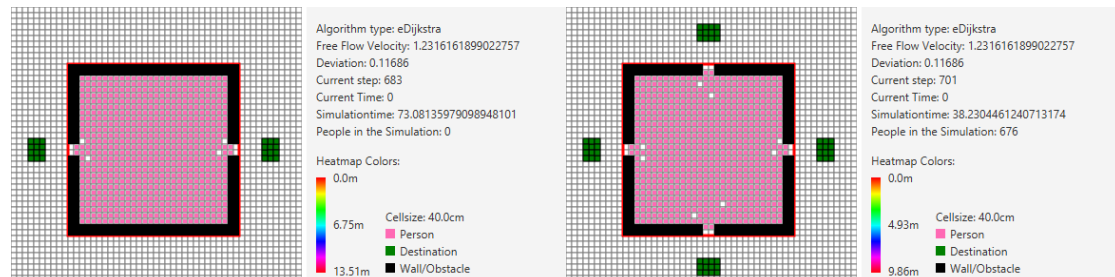 Algorithm type: eDijkstra
Free Flow Velocity: 1.2316161899022757
Deviation: 0.11686
Current step: 683
Current Time: 0
Simulationtime: 73.08135979098948101
People in the Simulation: 0
Heatmap Colors:
0.0m
6.75m
13.51m
Cellsize: 40.0cm
Person
Destination
Wall/Obstacle
Algorithm type: eDijkstra
Free Flow Velocity: 1.2316161899022757
Deviation: 0.11686
Current step: 701
Current Time: 0
Simulationtime: 38.2304461240713174
People in the Simulation: 676
Heatmap Colors:
0.0m
4.93m
9.86m
Cellsize: 40.0cm
Person
Destination
Wall/Obstacle